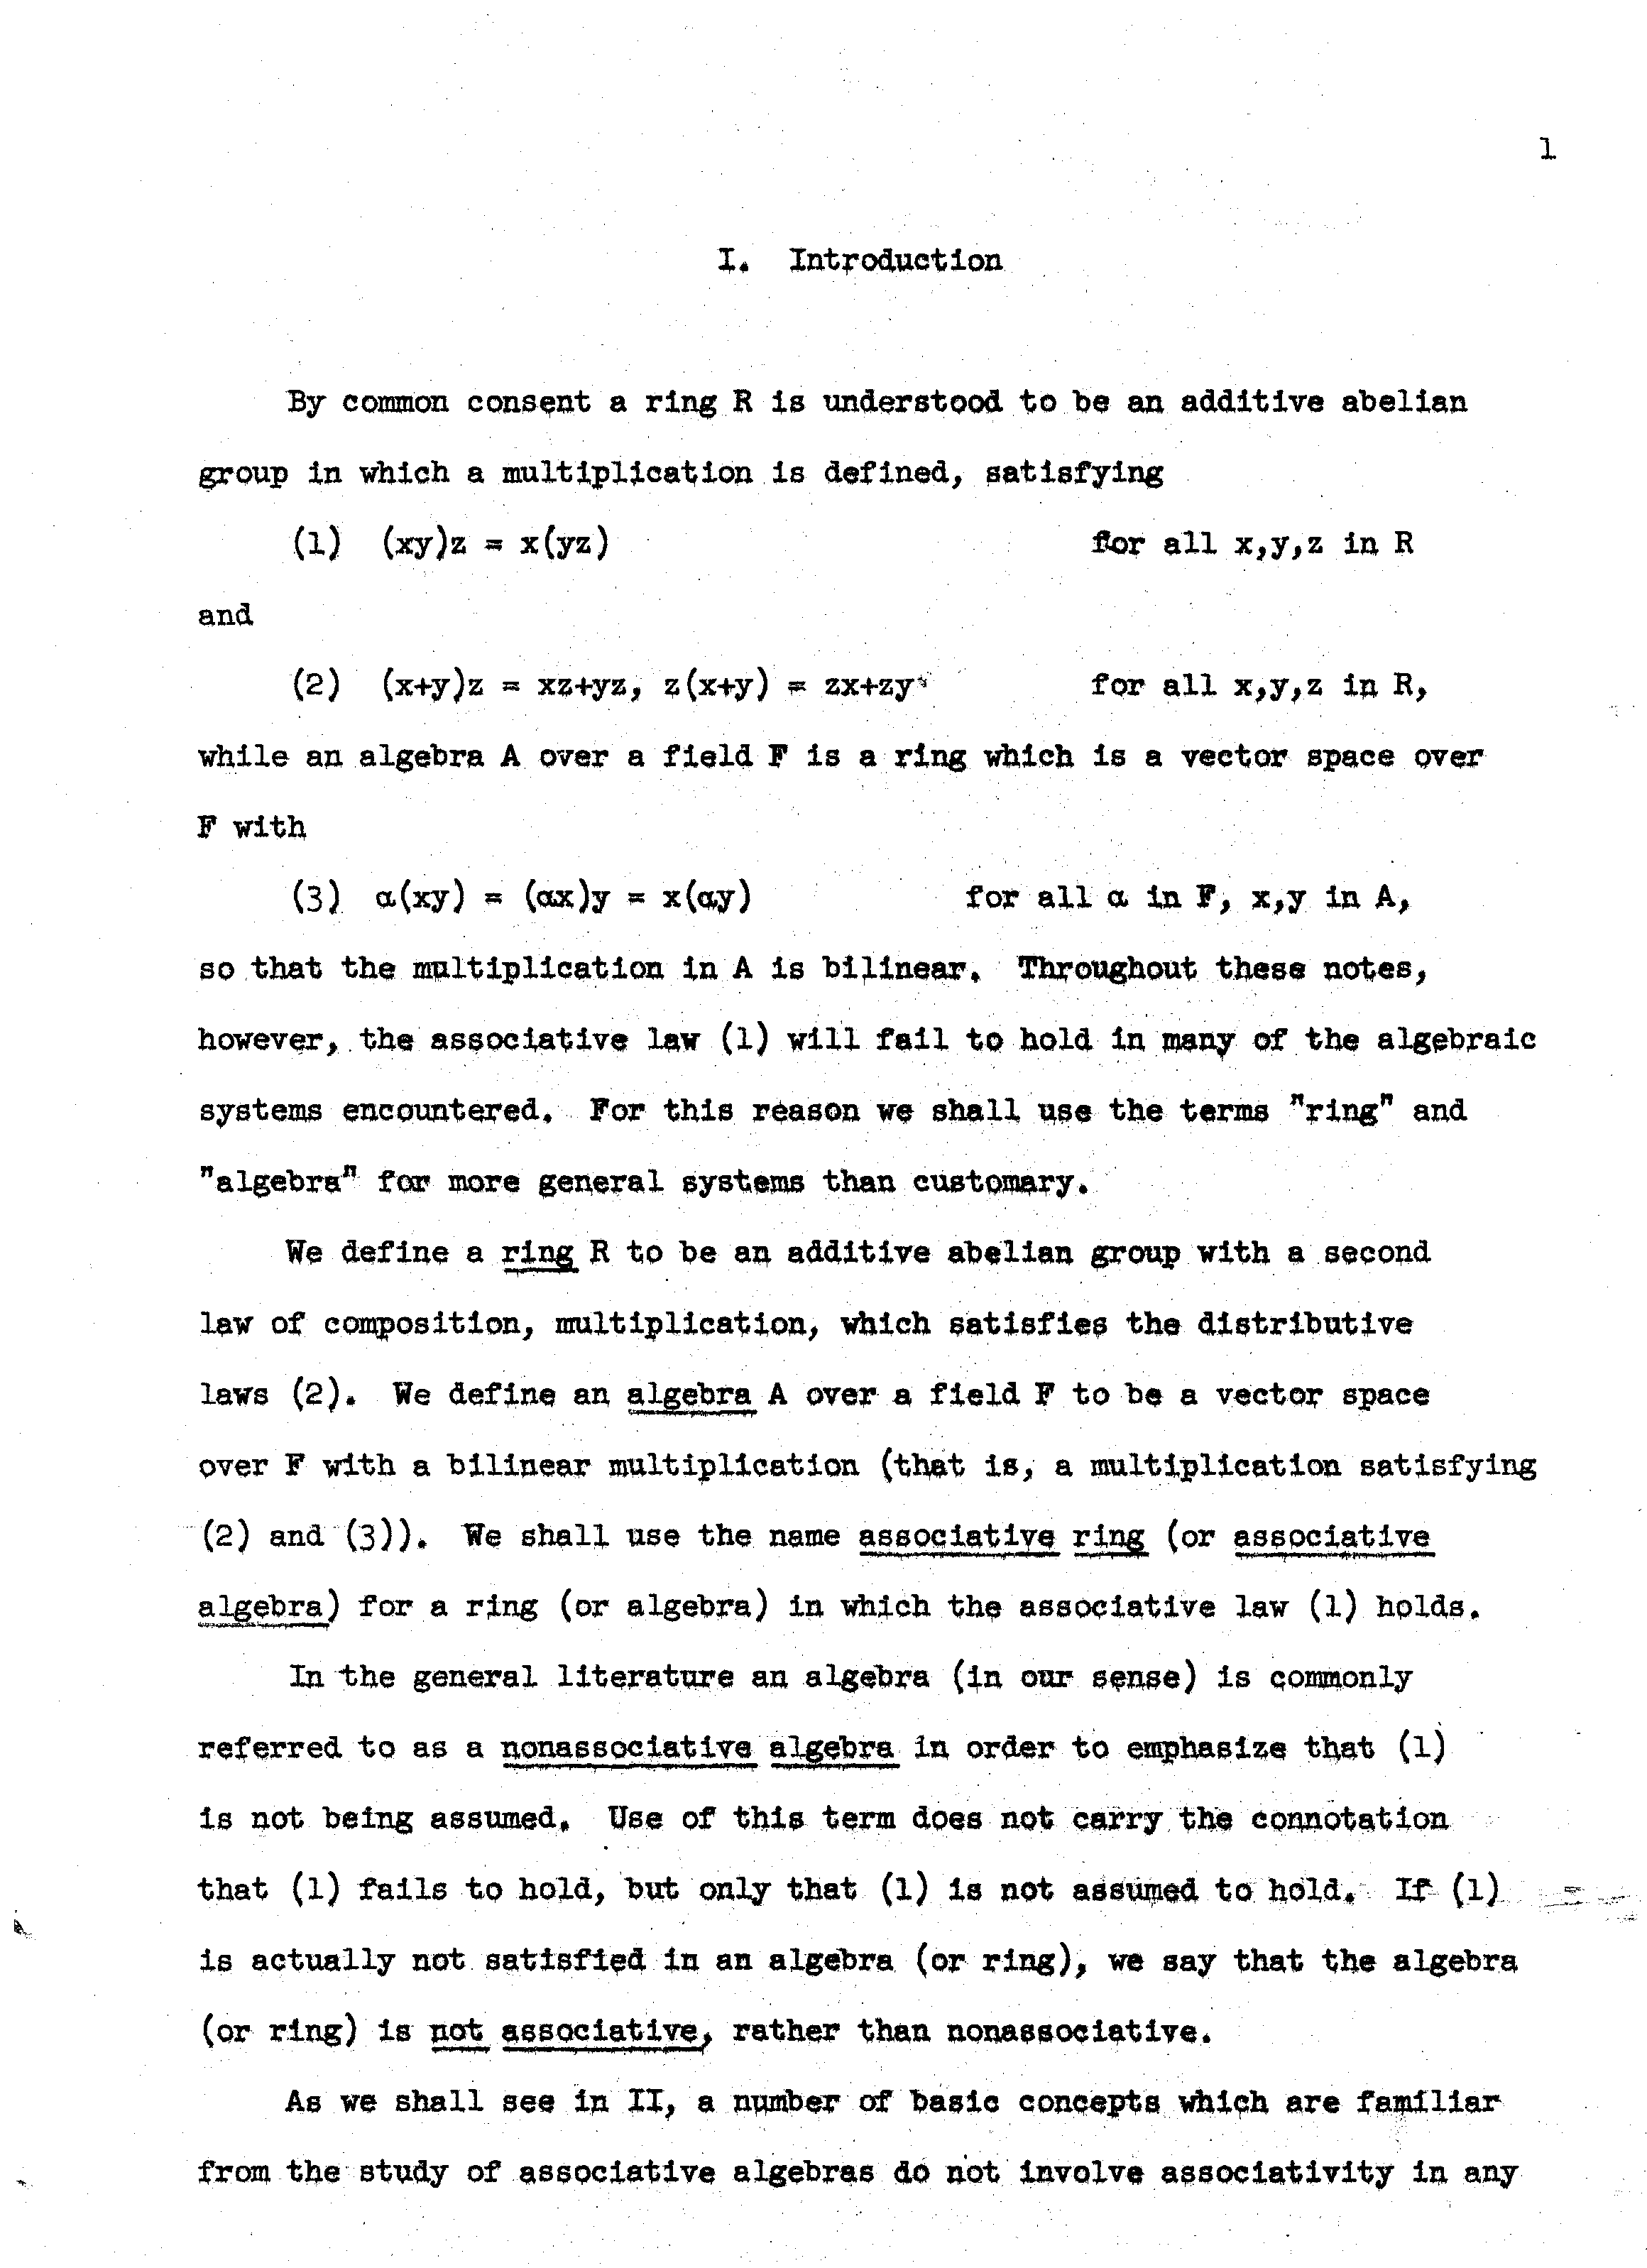 1
I. Introduction
By common consent a ring R is understood to be an additive abelian
group in which a multiplication is defined, satisfying
(1) (xy)z = x(yz) for all x,y,z in R
and
(2) (x+y)z = xz+yz, z(x+y) = zx+zy for all x,y,z in R,
while an algebra A over a field F is a ring which is a vector space over
F with
(3) α(xy) = (αx)y = x(αy) for all α in F, x,y in A,
so that the multiplication in A is bilinear. Throughout these notes,
however, the associative law (1) will fail to hold in many of the algebraic
systems encountered. For this reason we shall use the terms "ring" and
"algebra" for more general systems than customary.
We define a ring R to be an additive abelian group with a second
law of composition, multiplication, which satisfies the distributive
laws (2). We define an algebra A over a field F to be a vector space
over F with a bilinear multiplication (that is, a multiplication satisfying
(2) and (3)). We shall use the name associative ring (or associative
algebra) for a ring (or algebra) in which the associative law (1) holds.
In the general literature an algebra (in our sense) is commonly
referred to as a nonassociative algebra in order to emphasize that (1)
is not being assumed. Use of this term does not carry the connotation
that (1) fails to hold, but only that (1) is not assumed to hold. If (1)
is actually not satisfied in an algebra (or ring), we say that the algebra
(or ring) is not associative, rather than nonassociative.
As we shall see in II, a number of basic concepts which are familiar
from the study of associative algebras do not involve associativity in any